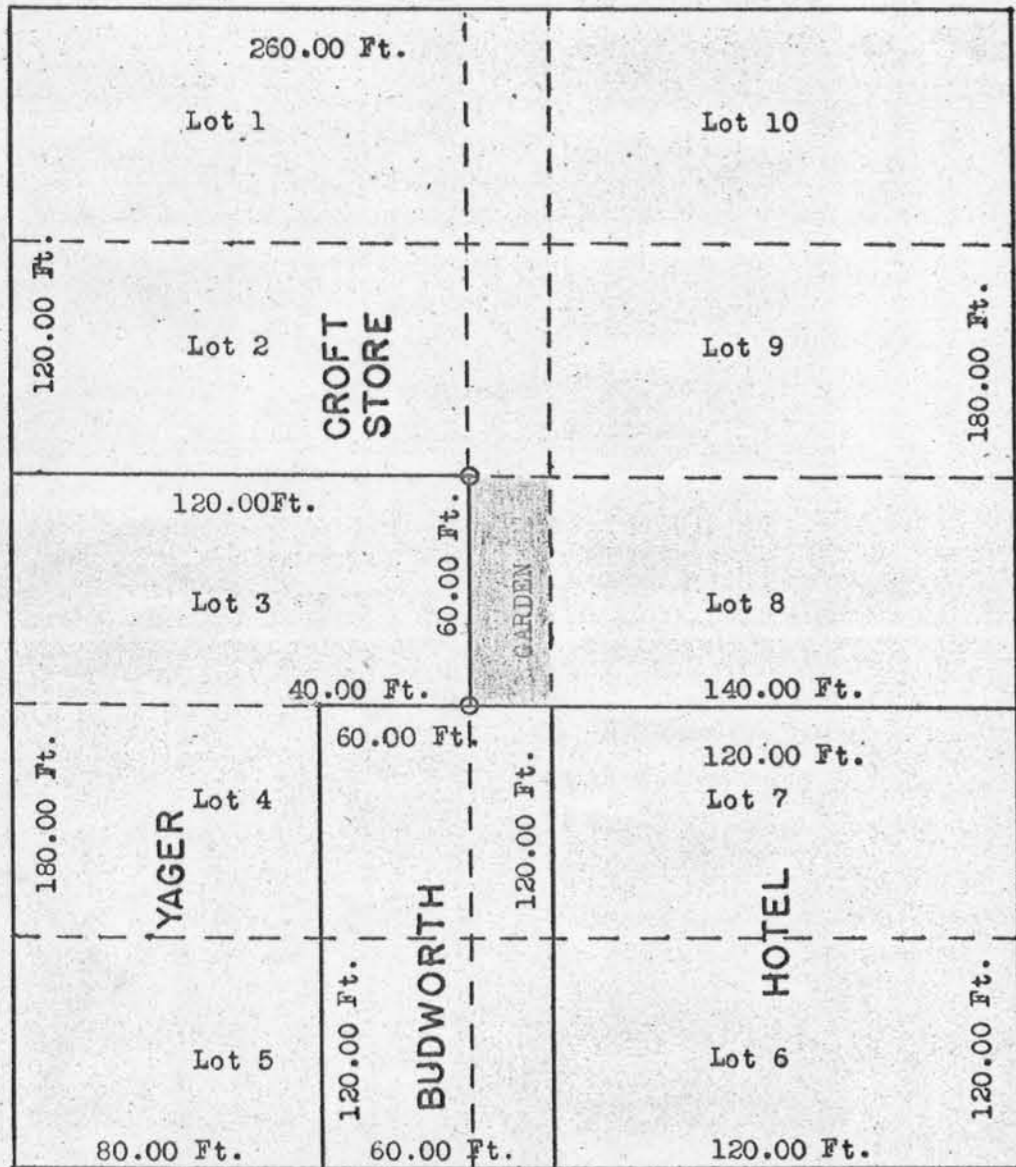 260.00 Ft.
Lot 1
Lot 10
120.00 Ft.
Lot 2
CROFT
STORE
Lot 9
180.00 Ft.
120.00Ft.
60.00 Ft.
GARDEN
Lot 3
Lot 8
40.00 Ft.
140.00 Ft.
60.00 Ft.
120.00 Ft.
180.00 Ft.
Lot 4
YAGER
120.00 Ft.
Lot 7
BUDWORTH
HOTEL
120.00 Ft.
Lot 5
Lot 6
120.00 Ft.
80.00 Ft.
60.00 Ft.
120.00 Ft.